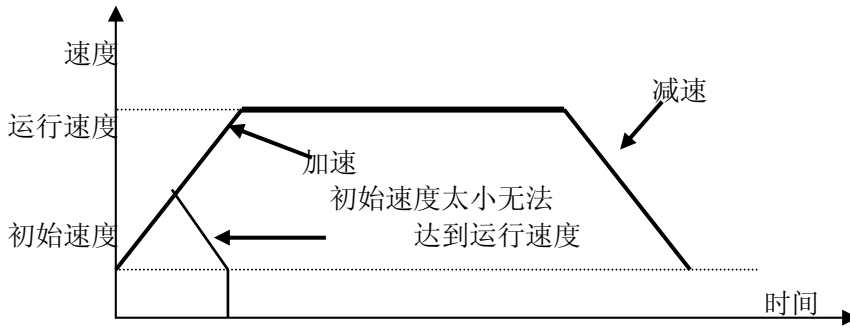 速度
减速
运行速度
加速
初始速度太小无法
初始速度
达到运行速度
时间